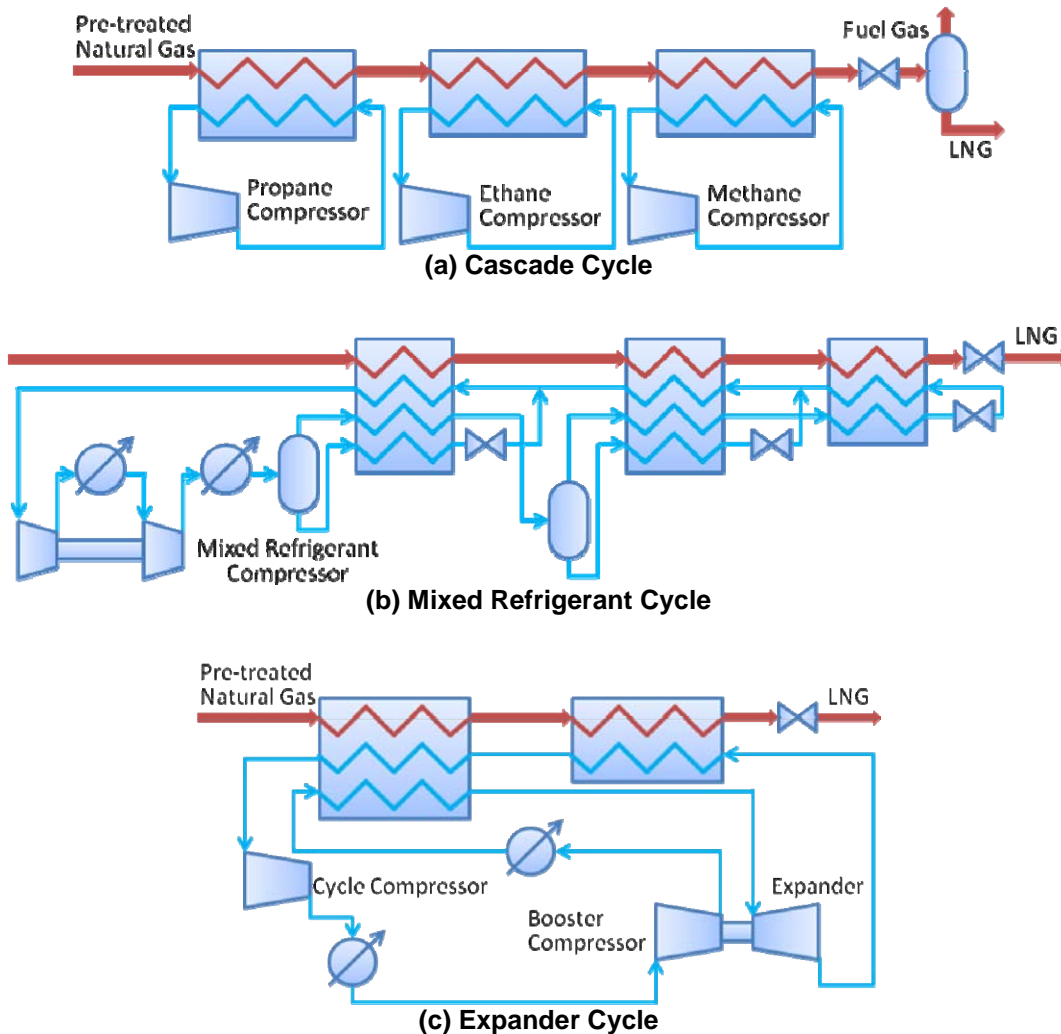 Pre-treated
Natural Gas
Fuel Gas
LNG
Propane
Compressor
Ethane
Compressor
Methane
Compressor
(a) Cascade Cycle
LNG
Mixed Refrigerant
Compressor
(b) Mixed Refrigerant Cycle
Pre-treated
Natural Gas
LNG
Cycle Compressor
Booster
Compressor
Expander
(c) Expander Cycle